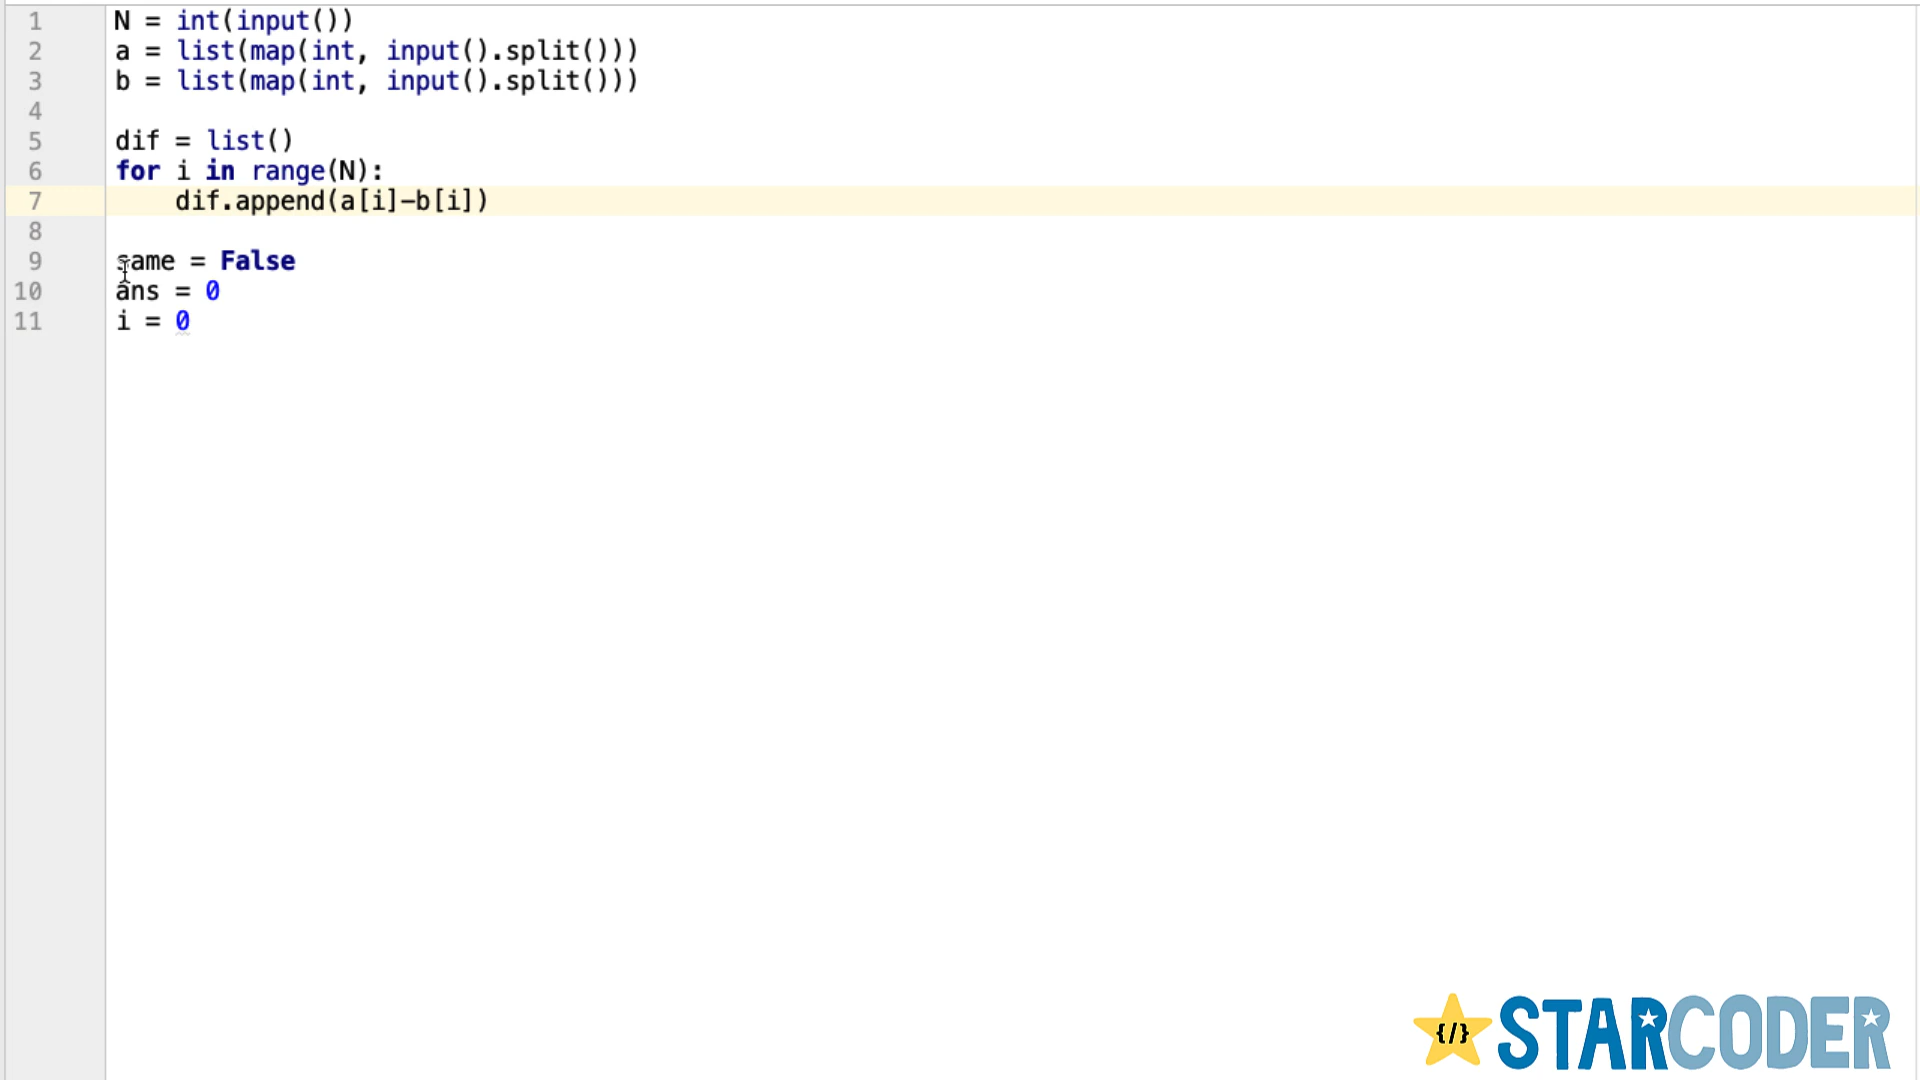 1 N = int(input())
2 a = list(map(int, input().split()))
3 b = list(map(int, input().split()))
4
5 dif = list()
6 for i in range(N):
7     dif.append(a[i]-b[i])
8
9 same = False
10 ans = 0
11 i = 0
{/} STARCODER